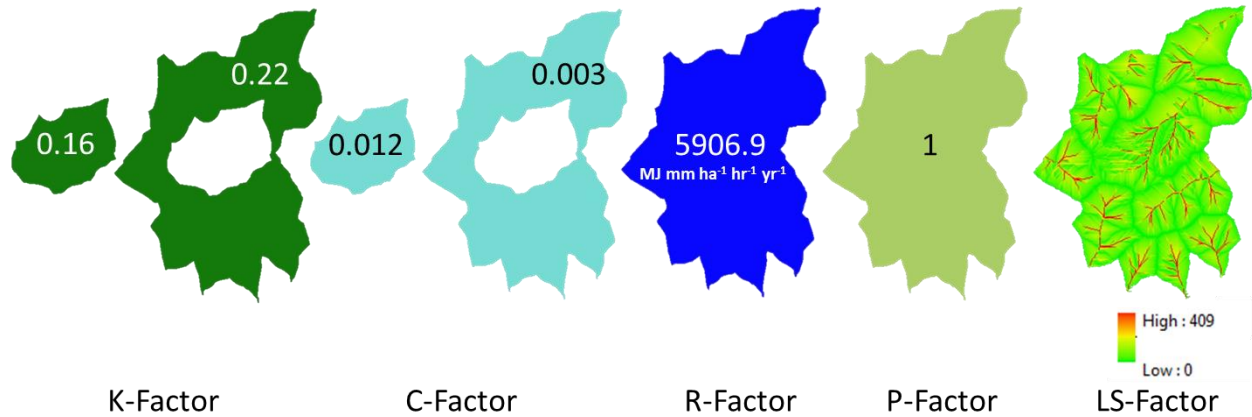 0.22
0.003
0.16
0.012
5906.9
MJ mm ha⁻¹ hr⁻¹ yr⁻¹
1
High : 409
Low : 0
K-Factor
C-Factor
R-Factor
P-Factor
LS-Factor